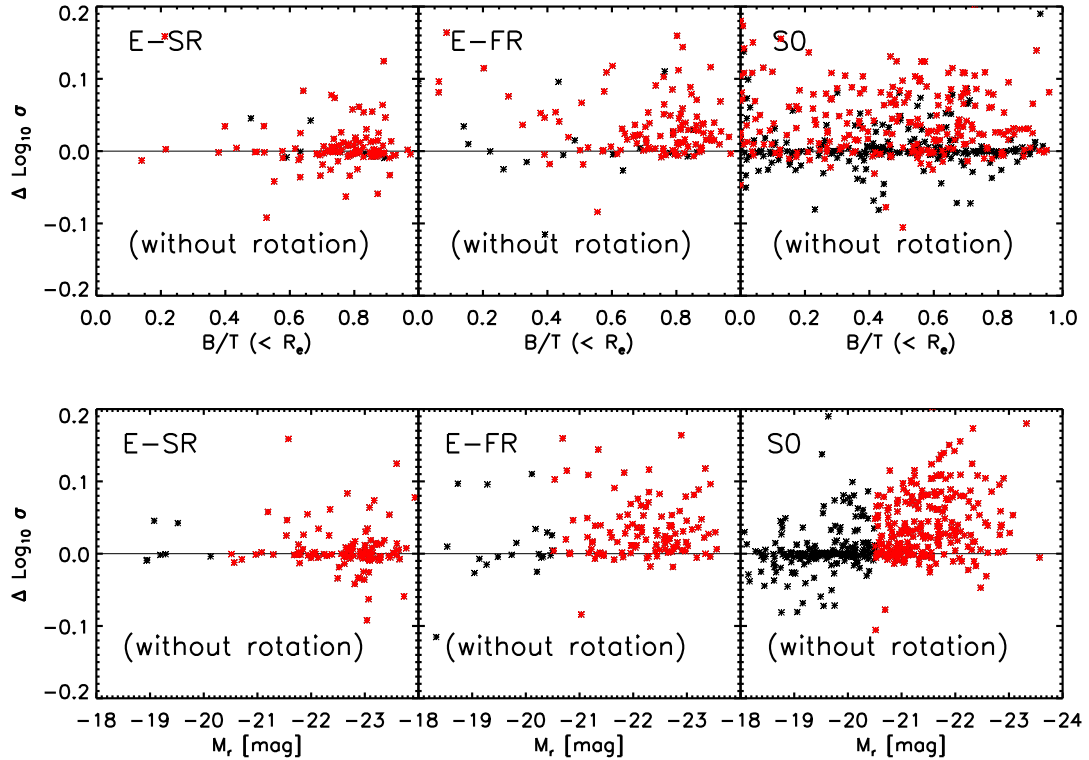 0.2
0.1
0.0
-0.1
-0.2
Δ Log10 σ
E-SR
(without rotation)
E-FR
(without rotation)
S0
(without rotation)
0.0 0.2 0.4 0.6 0.8 0.0 0.2 0.4 0.6 0.8 0.0 0.2 0.4 0.6 0.8 1.0
B/T (< Re) B/T (< Re) B/T (< Re)
0.2
0.1
0.0
-0.1
-0.2
Δ Log10 σ
E-SR
(without rotation)
E-FR
(without rotation)
S0
(without rotation)
-18 -19 -20 -21 -22 -23 -18 -19 -20 -21 -22 -23 -18 -19 -20 -21 -22 -23 -24
Mr [mag] Mr [mag] Mr [mag]